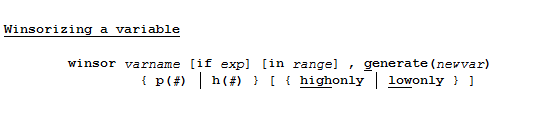 Winsorizing a variable
winsor varname [if exp] [in range] , generate(newvar)
{ p(#) | h(#) } [ { highonly | lowonly } ]